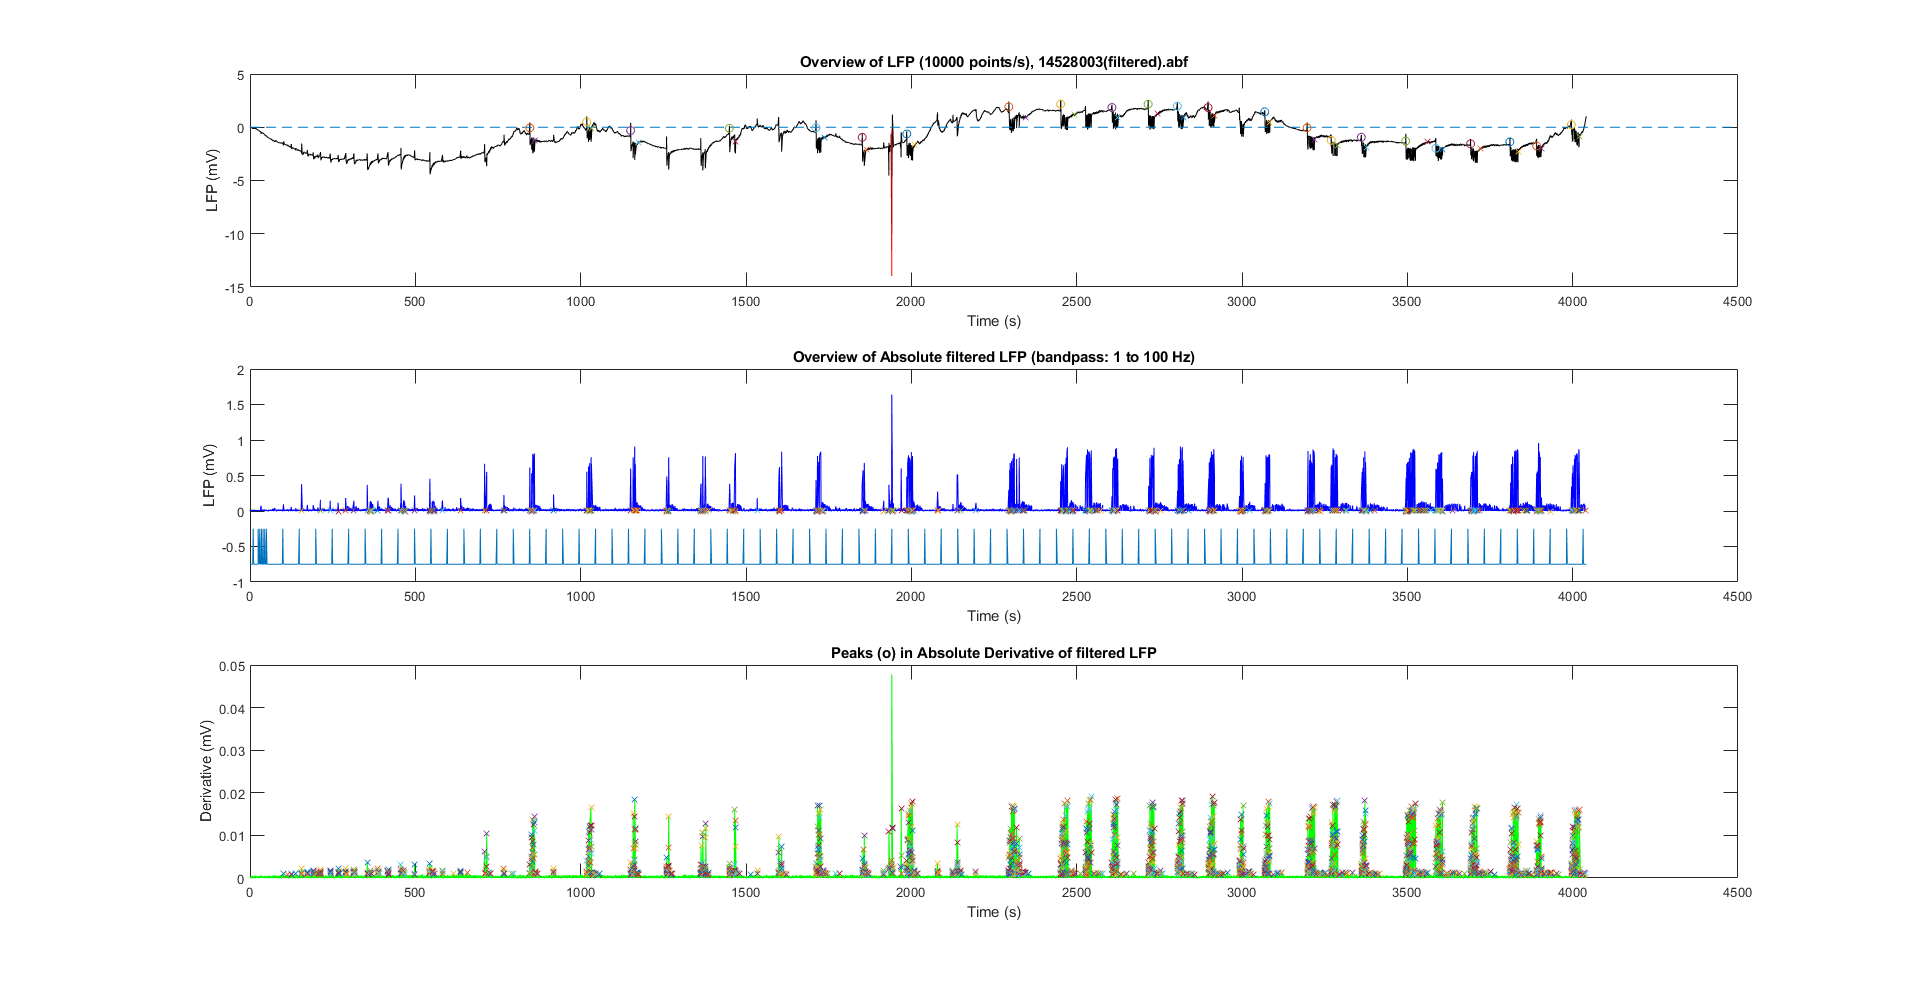 Overview of LFP (10000 points/s), 14528003(filtered).abf
5
0
-5
-10
-15
LFP (mV)
0 500 1000 1500 2000 2500 3000 3500 4000 4500
Time (s)
Overview of Absolute filtered LFP (bandpass: 1 to 100 Hz)
2
1.5
1
0.5
0
-0.5
-1
LFP (mV)
0 500 1000 1500 2000 2500 3000 3500 4000 4500
Time (s)
Peaks (o) in Absolute Derivative of filtered LFP
0.05
0.04
0.03
0.02
0.01
0
Derivative (mV)
0 500 1000 1500 2000 2500 3000 3500 4000 4500
Time (s)